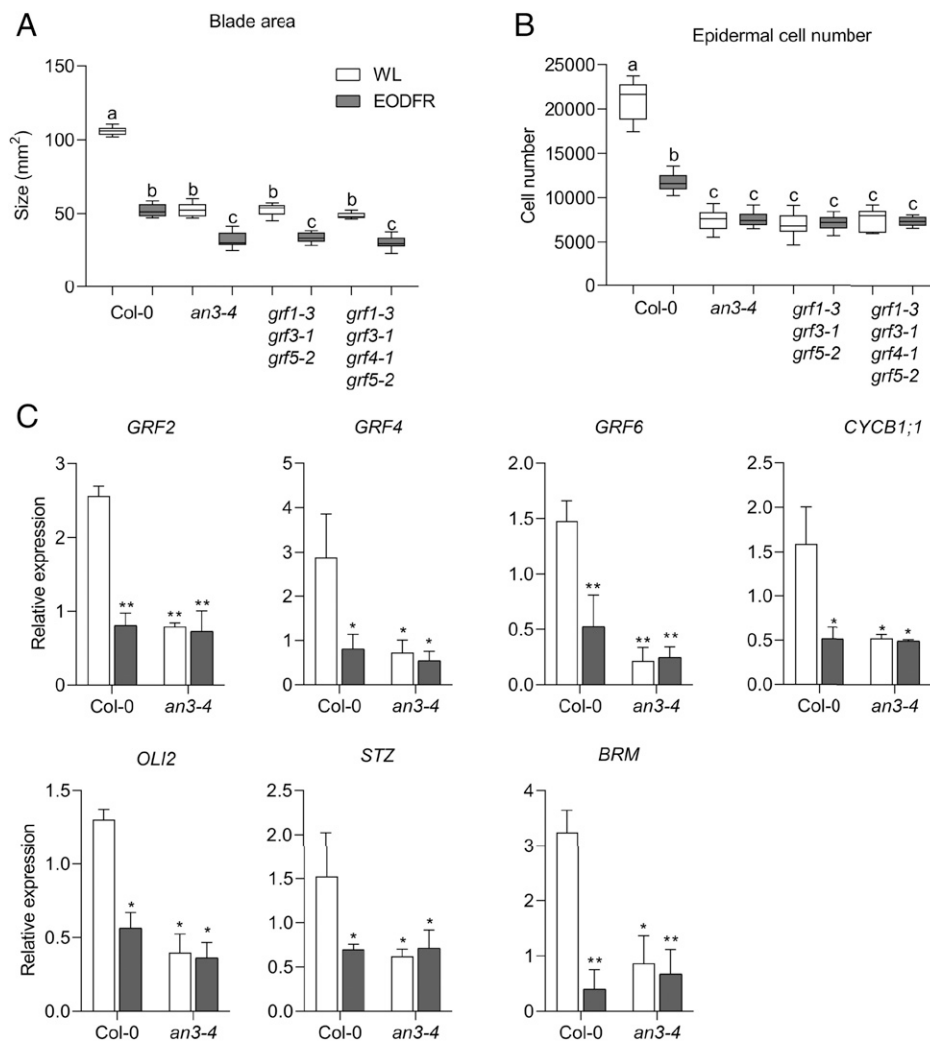 A
Blade area
150
100
50
0
Size (mm²)
WL
EODFR
a
b
b
c
b
c
b
c
Col-0
an3-4
grf1-3
grf3-1
grf5-2
grf1-3
grf3-1
grf4-1
grf5-2
B
Epidermal cell number
25000
20000
15000
10000
5000
0
Cell number
a
b
c
c
c
c
c
c
Col-0
an3-4
grf1-3
grf3-1
grf5-2
grf1-3
grf3-1
grf4-1
grf5-2
C
GRF2
Relative expression
3
2
1
0
**
**
**
Col-0
an3-4
GRF4
5
4
3
2
1
0
*
*
*
Col-0
an3-4
GRF6
2.0
1.5
1.0
0.5
0.0
**
**
**
Col-0
an3-4
CYCB1;1
2.5
2.0
1.5
1.0
0.5
0.0
*
*
*
Col-0
an3-4
OLI2
Relative expression
1.5
1.0
0.5
0.0
*
*
*
Col-0
an3-4
STZ
2.5
2.0
1.5
1.0
0.5
0.0
*
*
*
Col-0
an3-4
BRM
4
3
2
1
0
**
*
**
Col-0
an3-4